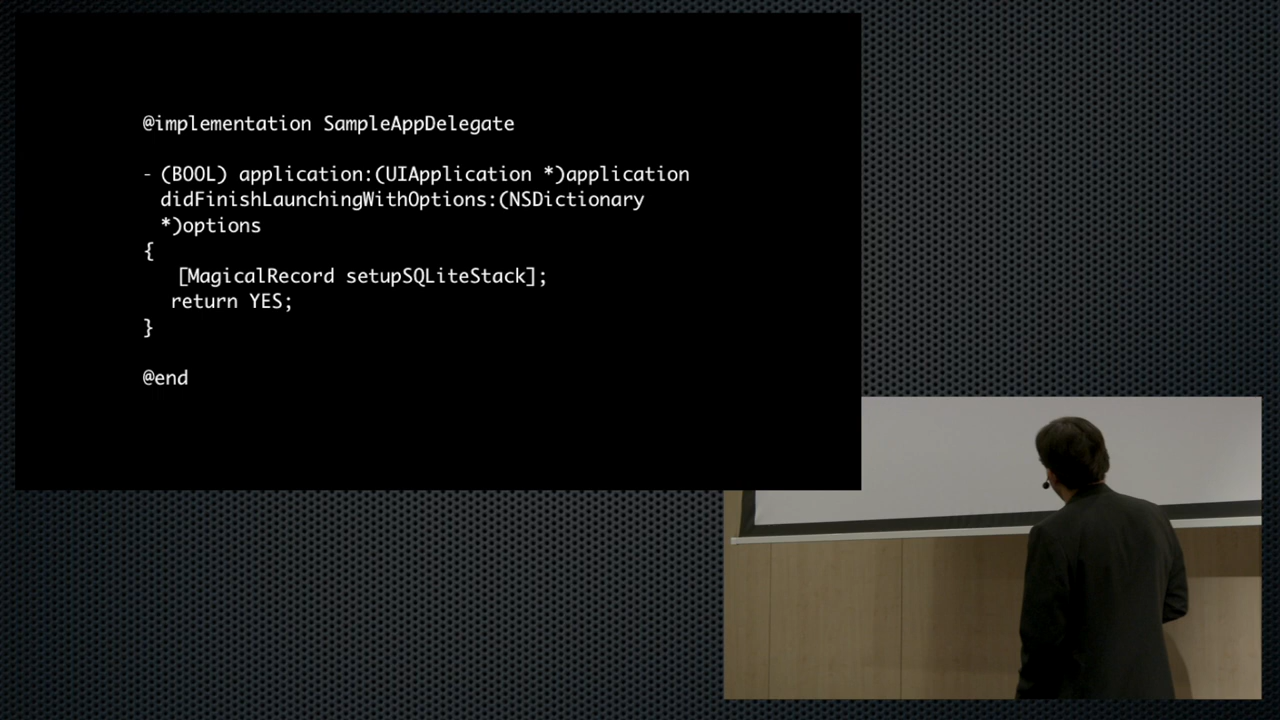 @implementation SampleAppDelegate
- (BOOL) application:(UIApplication *)application
didFinishLaunchingWithOptions:(NSDictionary
*)options
{
[MagicalRecord setupSQLiteStack];
return YES;
}
@end